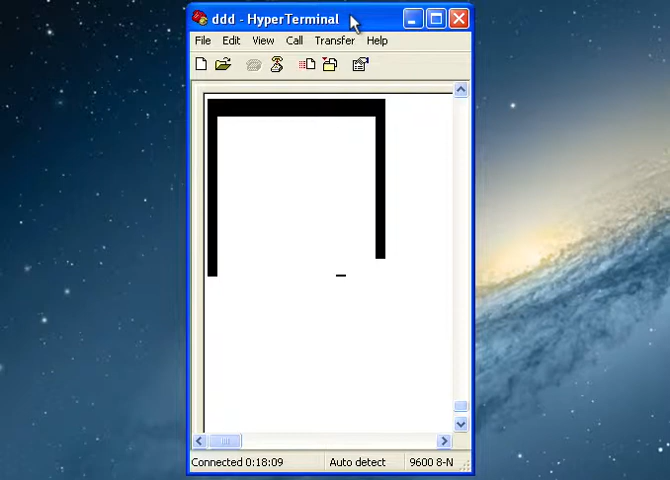 ddd - HyperTerminal
File Edit View Call Transfer Help
Connected 0:18:09 Auto detect 9600 8-N